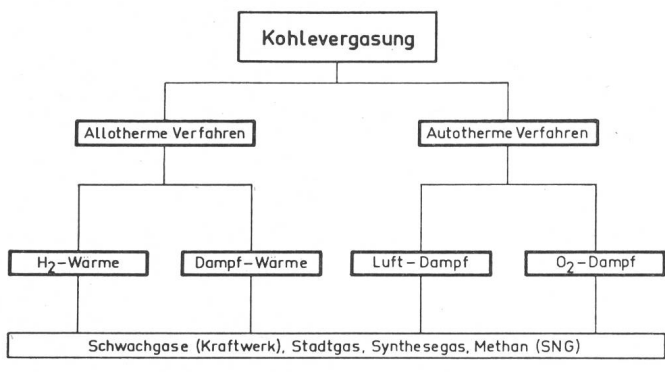 Kohlevergasung
Allotherme Verfahren
Autotherme Verfahren
H₂-Wärme
Dampf-Wärme
Luft-Dampf
O₂-Dampf
Schwachgase (Kraftwerk), Stadtgas, Synthesegas, Methan (SNG)